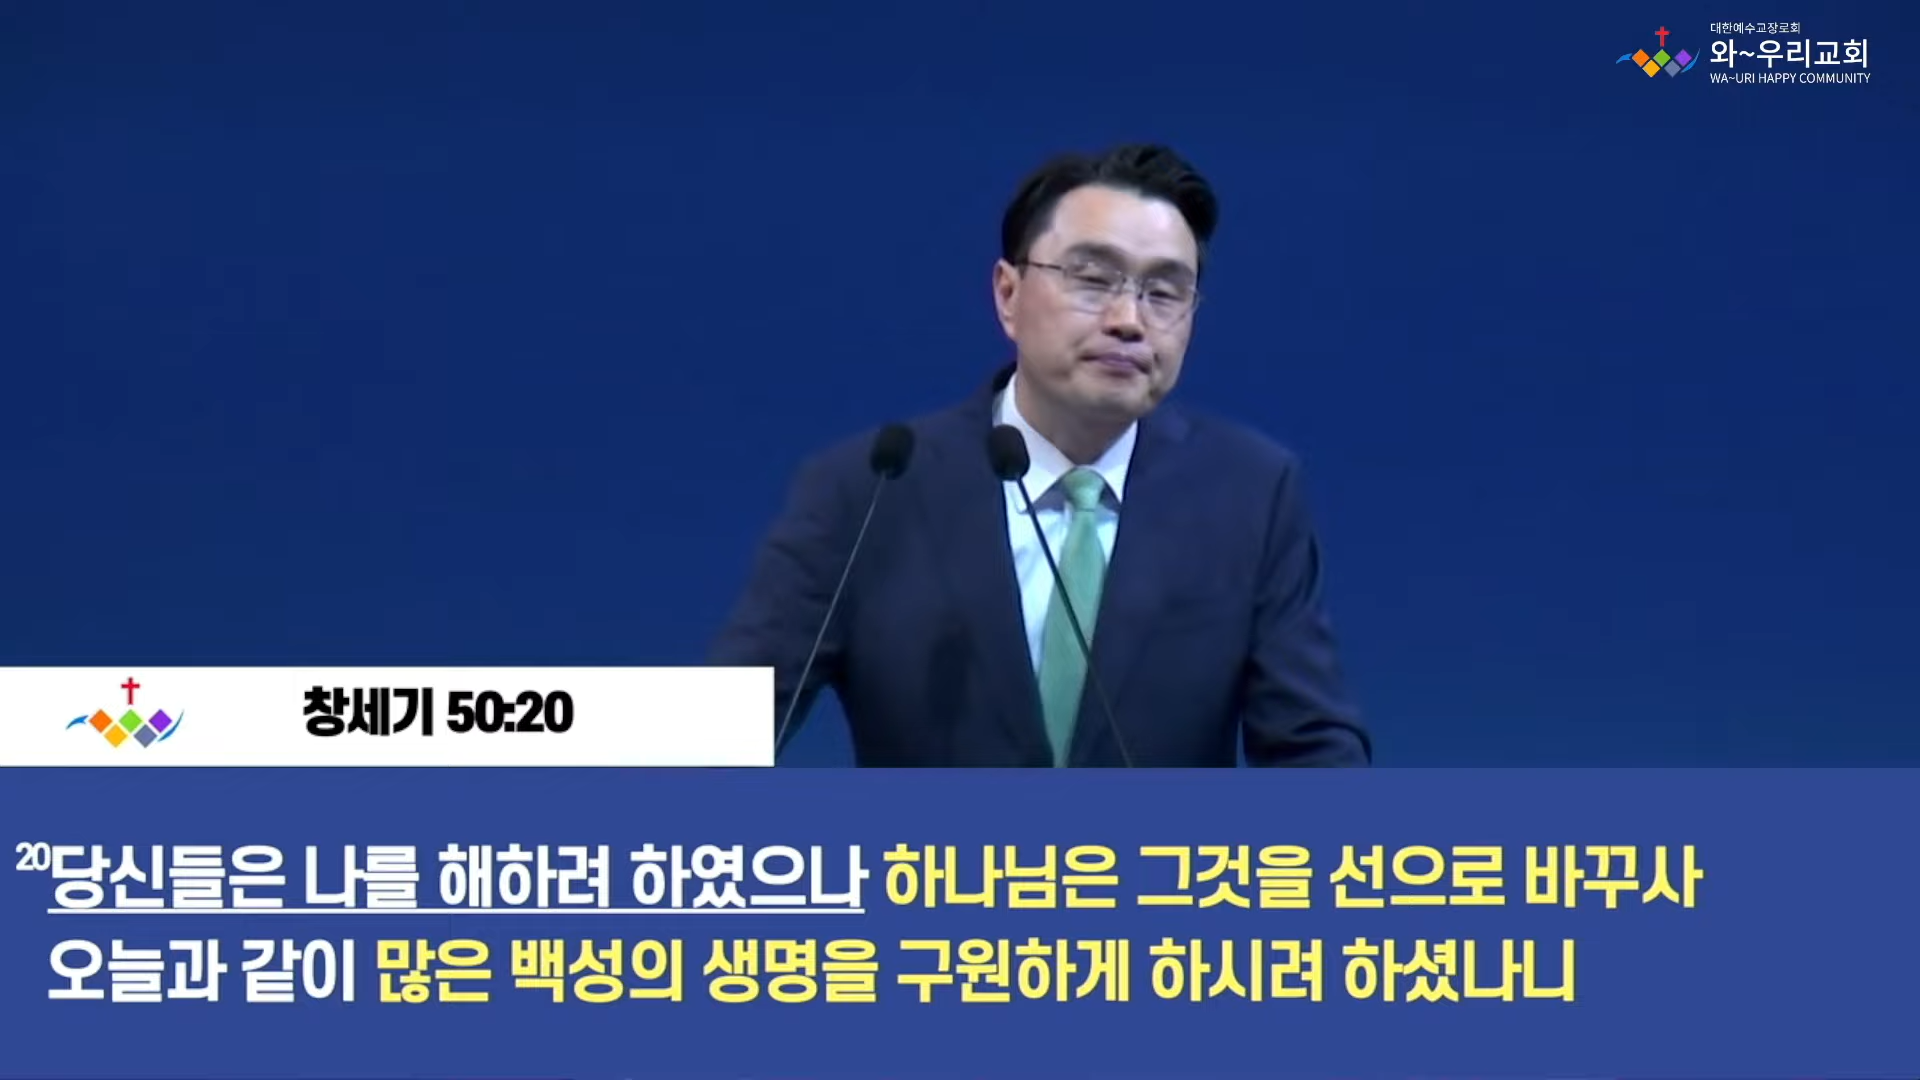 대한예수교장로회
와~우리교회
WA~URI HAPPY COMMUNITY
창세기 50:20
20당신들은 나를 해하려 하였으나 하나님은 그것을 선으로 바꾸사
오늘과 같이 많은 백성의 생명을 구원하게 하시려 하셨나니